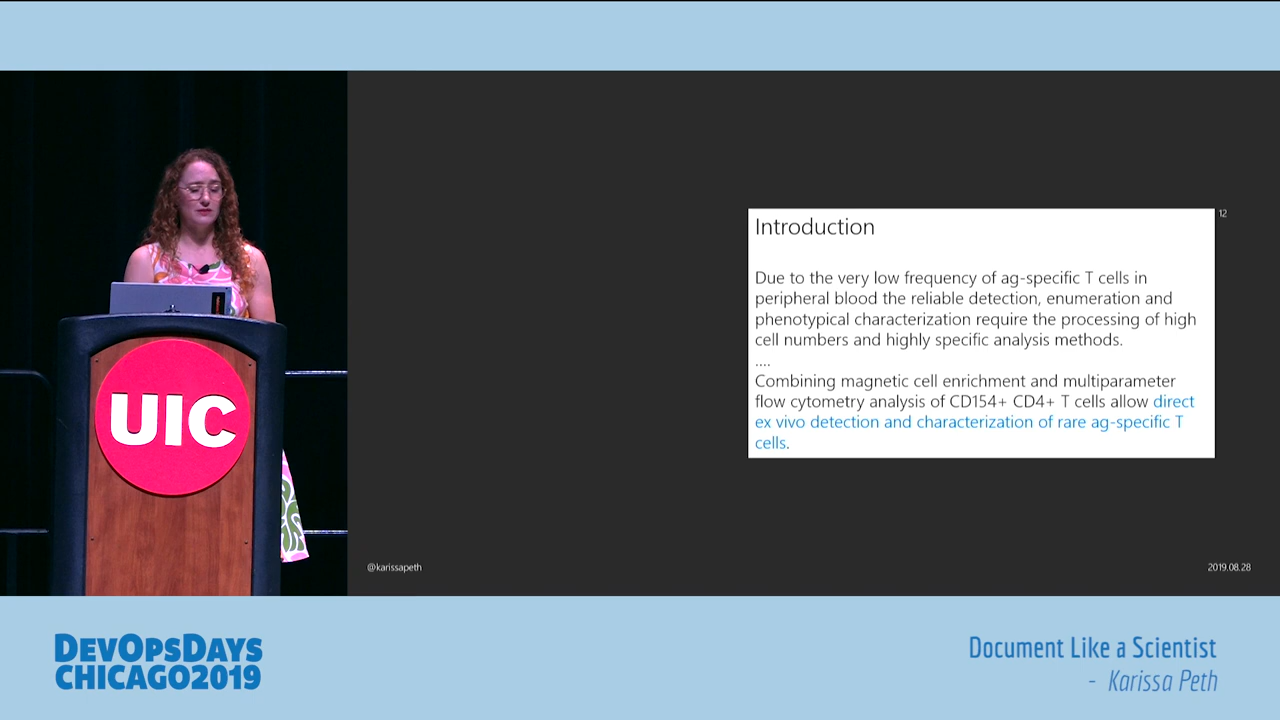 UIC
Introduction
12
Due to the very low frequency of ag-specific T cells in
peripheral blood the reliable detection, enumeration and
phenotypical characterization require the processing of high
cell numbers and highly specific analysis methods.
....
Combining magnetic cell enrichment and multiparameter
flow cytometry analysis of CD154+ CD4+ T cells allow direct
ex vivo detection and characterization of rare ag-specific T
cells.
@karissapeth
2019.08.28
DEVOPSDAYS
CHICAGO2019
Document Like a Scientist
- Karissa Peth